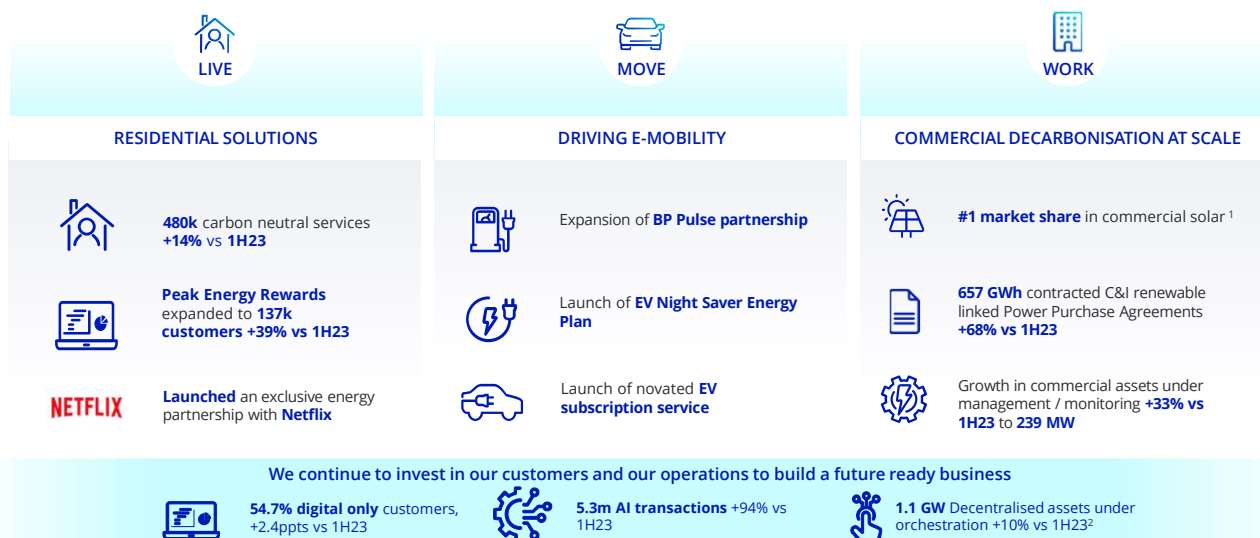 LIVE
MOVE
WORK
RESIDENTIAL SOLUTIONS
DRIVING E-MOBILITY
COMMERCIAL DECARBONISATION AT SCALE
480k carbon neutral services
+14% vs 1H23
Peak Energy Rewards
expanded to 137k
customers +39% vs 1H23
NETFLIX
Launched an exclusive energy
partnership with Netflix
Expansion of BP Pulse partnership
Launch of EV Night Saver Energy
Plan
Launch of novated EV
subscription service
#1 market share in commercial solar ¹
657 GWh contracted C&I renewable
linked Power Purchase Agreements
+68% vs 1H23
Growth in commercial assets under
management / monitoring +33% vs
1H23 to 239 MW
We continue to invest in our customers and our operations to build a future ready business
54.7% digital only customers,
+2.4ppts vs 1H23
5.3m AI transactions +94% vs
1H23
1.1 GW Decentralised assets under
orchestration +10% vs 1H23²